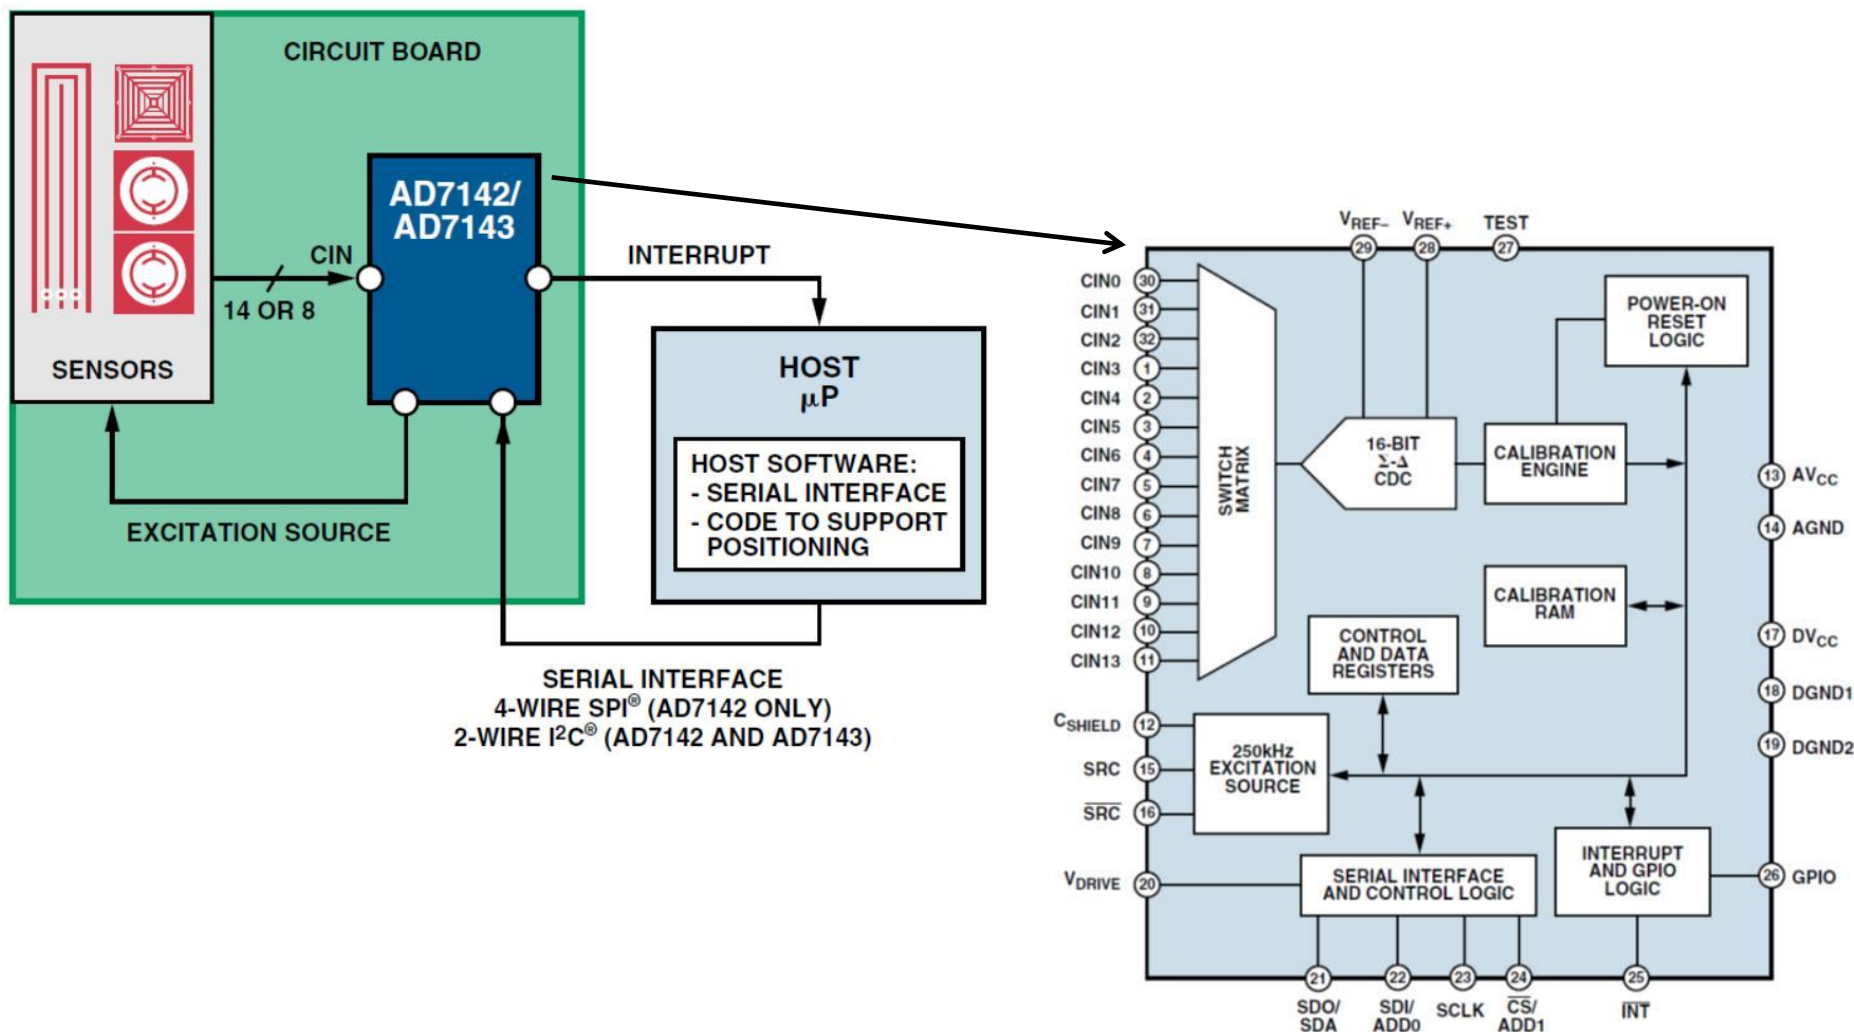 CIRCUIT BOARD
SENSORS
AD7142/
AD7143
CIN
14 OR 8
INTERRUPT
EXCITATION SOURCE
HOST
μP
HOST SOFTWARE:
- SERIAL INTERFACE
- CODE TO SUPPORT
POSITIONING
SERIAL INTERFACE
4-WIRE SPI® (AD7142 ONLY)
2-WIRE I²C® (AD7142 AND AD7143)
VREF– VREF+ TEST
29 28 27
CIN0 30
CIN1 31
CIN2 32
CIN3 1
CIN4 2
CIN5 3
CIN6 4
CIN7 5
CIN8 6
CIN9 7
CIN10 8
CIN11 9
CIN12 10
CIN13 11
CSHIELD 12
SRC 15
SRC 16
VDRIVE 20
SWITCH
MATRIX
16-BIT
Σ-Δ
CDC
CALIBRATION
ENGINE
POWER-ON
RESET
LOGIC
CALIBRATION
RAM
CONTROL
AND DATA
REGISTERS
250kHz
EXCITATION
SOURCE
SERIAL INTERFACE
AND CONTROL LOGIC
INTERRUPT
AND GPIO
LOGIC
13 AVCC
14 AGND
17 DVCC
18 DGND1
19 DGND2
26 GPIO
21 22 23 24 25
SDO/
SDA
SDI/
ADD0
SCLK
CS/
ADD1
INT